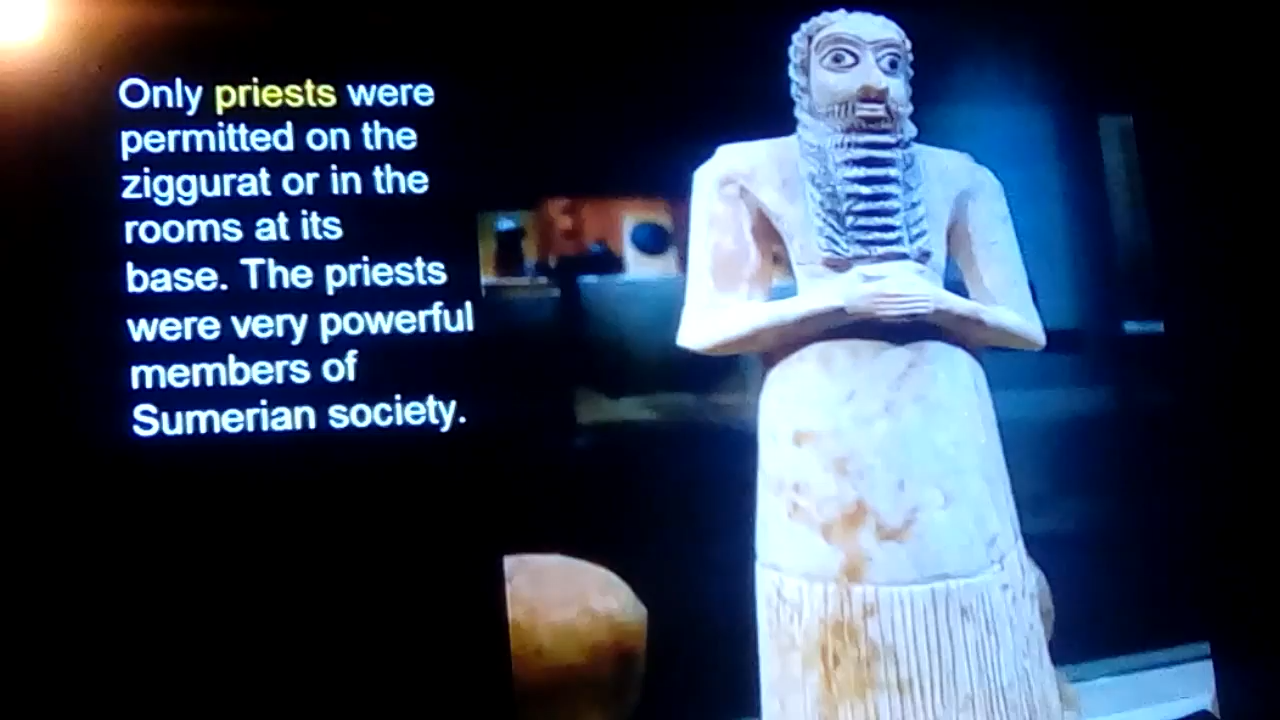 Only priests were
permitted on the
ziggurat or in the
rooms at its
base. The priests
were very powerful
members of
Sumerian society.